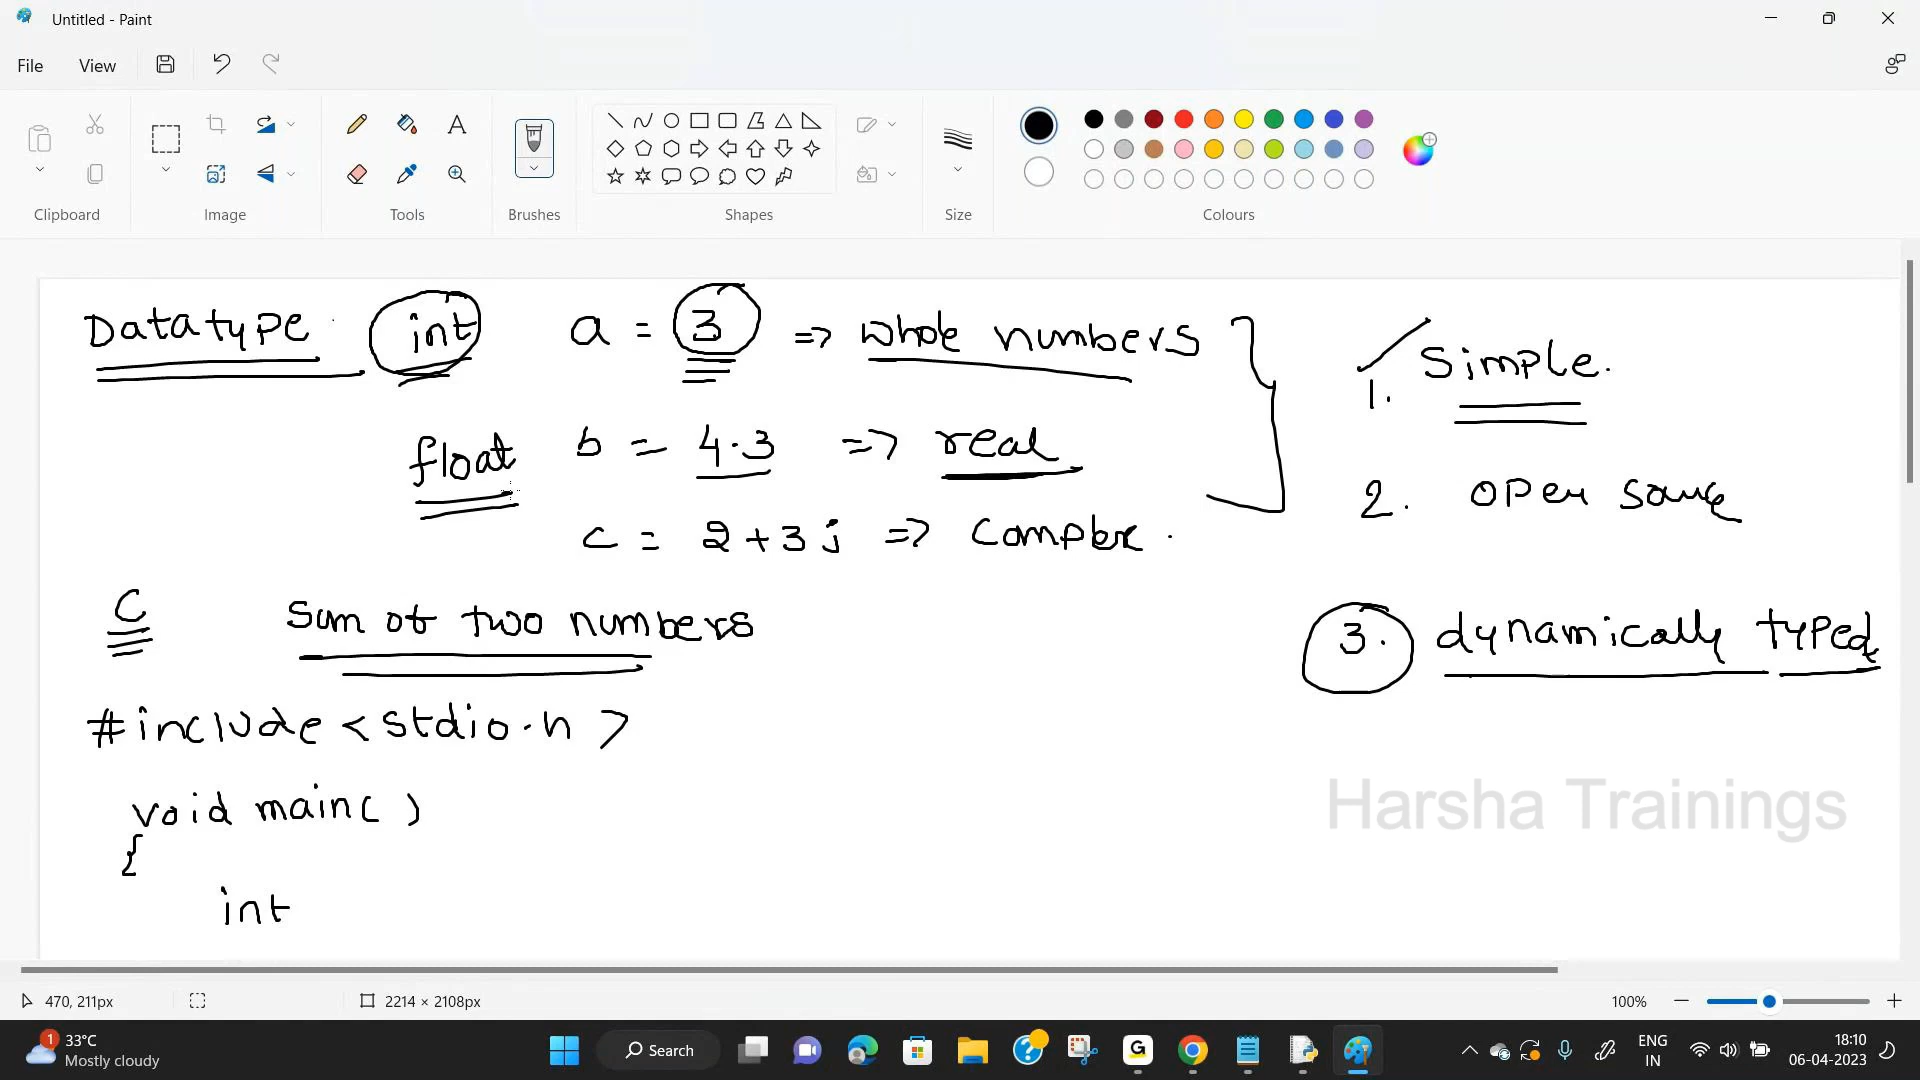 Untitled - Paint
File View
Clipboard Image Tools Brushes Shapes Size Colours
Datatype int a = 3 => whole numbers
1. Simple.
float b = 4.3 => real
2. open source
c = 2+3j => complex.
C Sum of two numbers
3. dynamically typed
#include <stdio.h>
void main()
{
int
Harsha Trainings
470, 211px 2214 × 2108px 100%
1 33°C
Mostly cloudy
Search
ENG
IN
18:10
06-04-2023